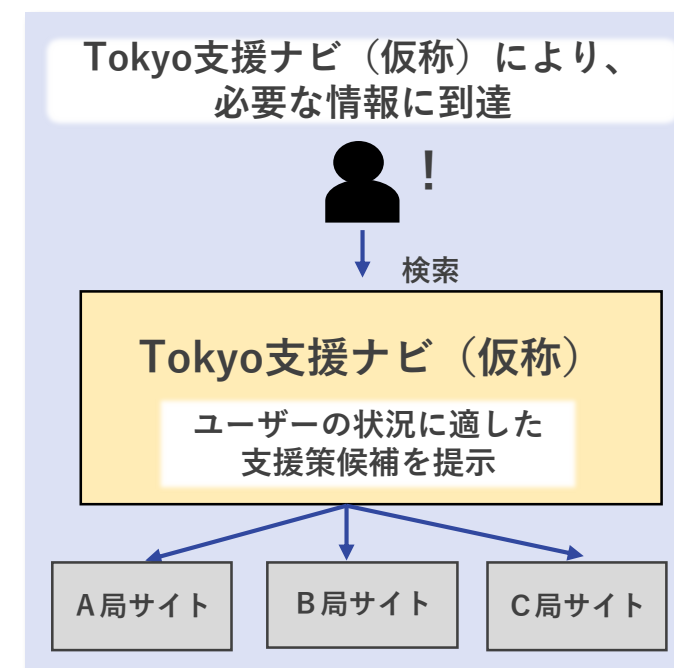 Tokyo支援ナビ（仮称）により、
必要な情報に到達
！
検索
Tokyo支援ナビ（仮称）
ユーザーの状況に適した
支援策候補を提示
Ａ局サイト
Ｂ局サイト
Ｃ局サイト